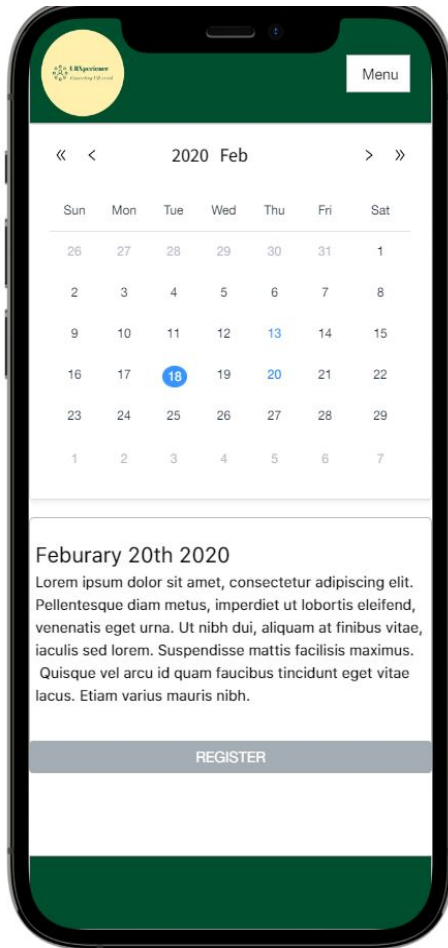 URXperience
Menu
« < 2020 Feb > »
Sun Mon Tue Wed Thu Fri Sat
26 27 28 29 30 31 1
2 3 4 5 6 7 8
9 10 11 12 13 14 15
16 17 18 19 20 21 22
23 24 25 26 27 28 29
1 2 3 4 5 6 7
Feburary 20th 2020
Lorem ipsum dolor sit amet, consectetur adipiscing elit.
Pellentesque diam metus, imperdiet ut lobortis eleifend,
venenatis eget urna. Ut nibh dui, aliquam at finibus vitae,
iaculis sed lorem. Suspendisse mattis facilisis maximus.
Quisque vel arcu id quam faucibus tincidunt eget vitae
lacus. Etiam varius mauris nibh.
REGISTER